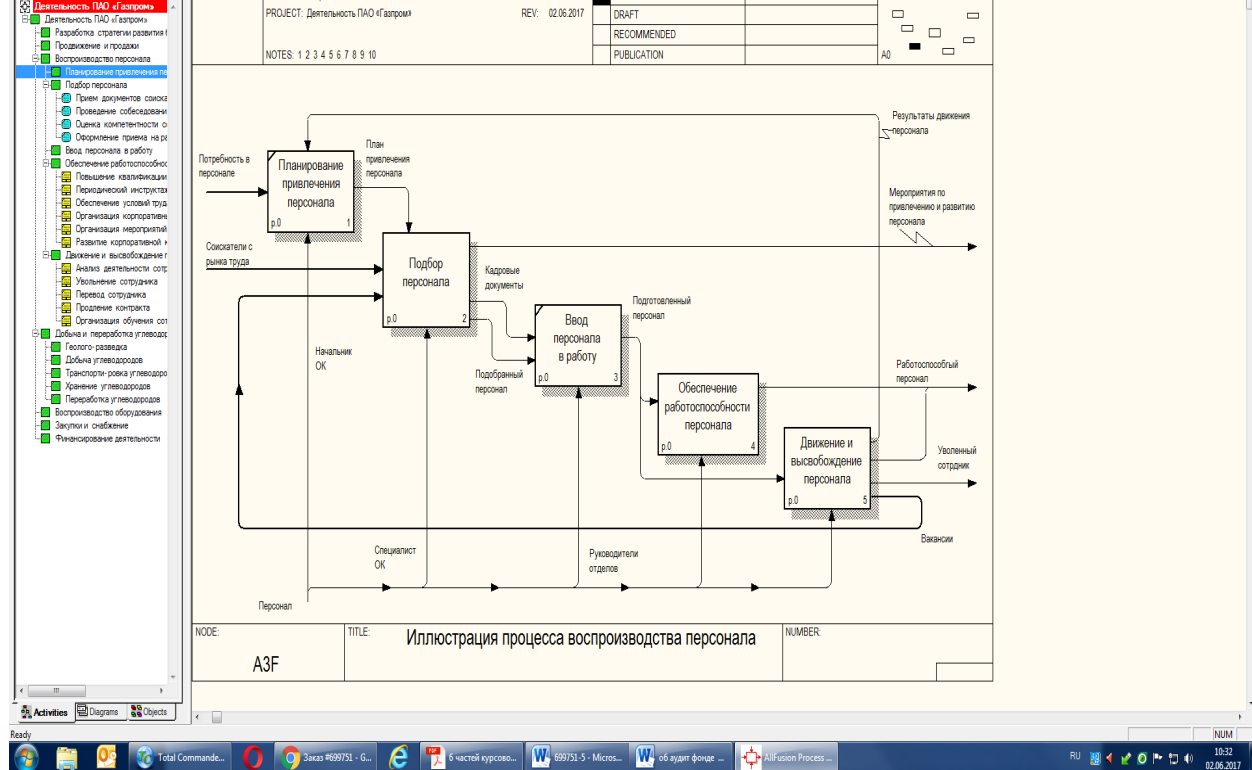 Деятельность ПАО «Газпром»
Деятельность ПАО «Газпром»
Разработка стратегии развития
Продвижение и продажи
Воспроизводство персонала
Планирование привлечения пе
Подбор персонала
Прием документов соиска
Проведение собеседовани
Оценка компетентности с
Оформление приема на ра
Ввод персонала в работу
Обеспечение работоспособнос
Повышение квалификации
Периодический инструктаж
Обеспечение условий труд
Организация корпоративн
Организация мероприятий
Развитие корпоративной к
Движение и высвобождение п
Анализ деятельности сотр
Увольнение сотрудника
Перевод сотрудника
Продление контракта
Организация обучения сот
Добыча и переработка углеводор
Геолого-разведка
Добыча углеводородов
Транспорти-ровка углеводоро
Хранение углеводородов
Переработка углеводородов
Воспроизводство оборудования
Закупки и снабжение
Финансирование деятельности
Activities
Diagrams
Objects
PROJECT: Деятельность ПАО «Газпром»
REV: 02.06.2017
NOTES: 1 2 3 4 5 6 7 8 9 10
DRAFT
RECOMMENDED
PUBLICATION
A0
Результаты движения
персонала
Потребность в
персонале
Планирование
привлечения
персонала
р.0 1
План
привлечения
персонала
Мероприятия по
привлечению и развитию
персонала
Соискатели с
рынка труда
Подбор
персонала
р.0 2
Кадровые
документы
Ввод
персонала
в работу
р.0 3
Подготовленный
персонал
Начальник
ОК
Подобранный
персонал
Обеспечение
работоспособности
персонала
р.0 4
Работоспособгый
персонал
Движение и
высвобождение
персонала
р.0 5
Уволенный
сотрдник
Вакансии
Специалист
ОК
Руководители
отделов
Персонал
NODE:
A3F
TITLE:
Иллюстрация процесса воспроизводства персонала
NUMBER:
Ready
NUM
Total Commande...
Заказ #699751 - G...
6 частей курсово...
699751-5 - Micros...
об аудит фонде ...
AllFusion Process ...
RU
10:32
02.06.2017